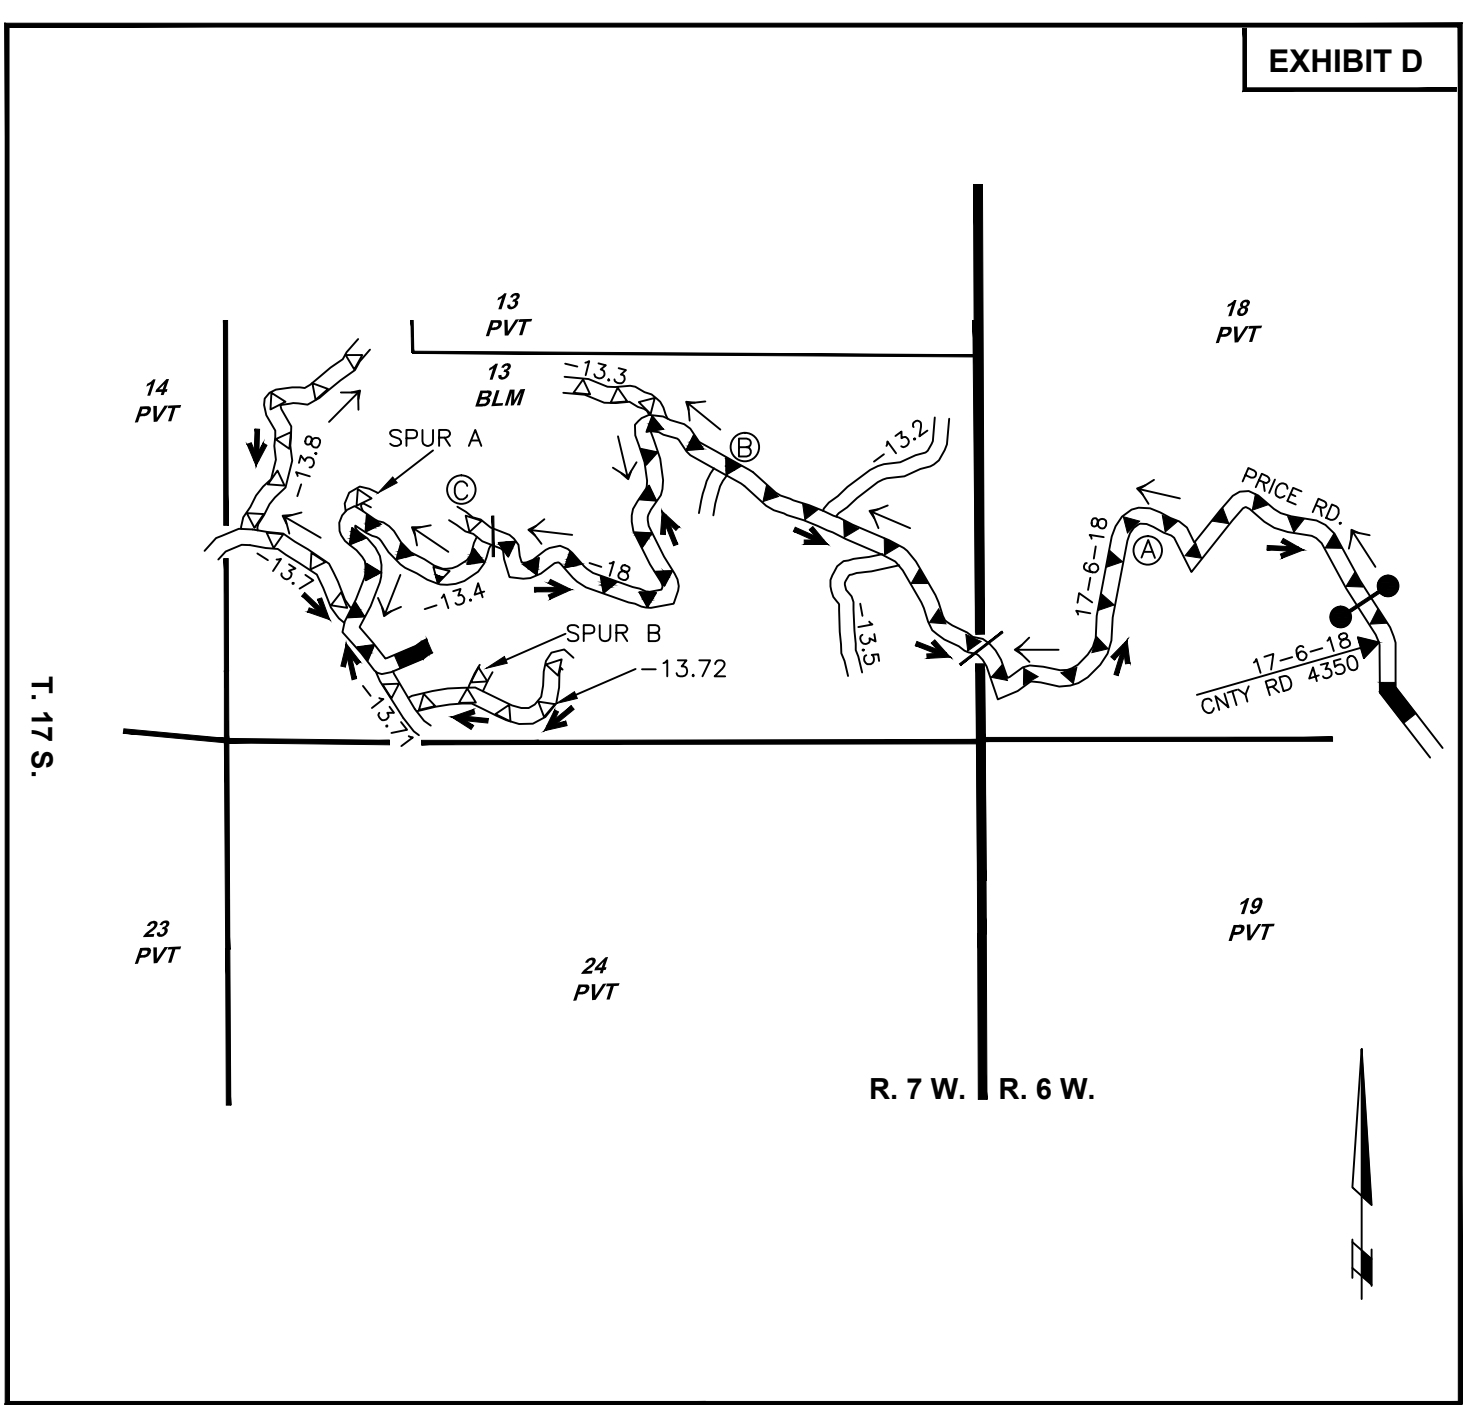 EXHIBIT D
13
PVT
18
PVT
14
PVT
13
BLM
-13.3
SPUR A
-13.8
B
-13.2
C
PRICE RD.
17-6-18
A
-18
-13.7
-13.4
-13.5
SPUR B
-13.72
17-6-18
CNTY RD 4350
-13.71
T. 17 S.
23
PVT
24
PVT
19
PVT
R. 7 W.
R. 6 W.
N